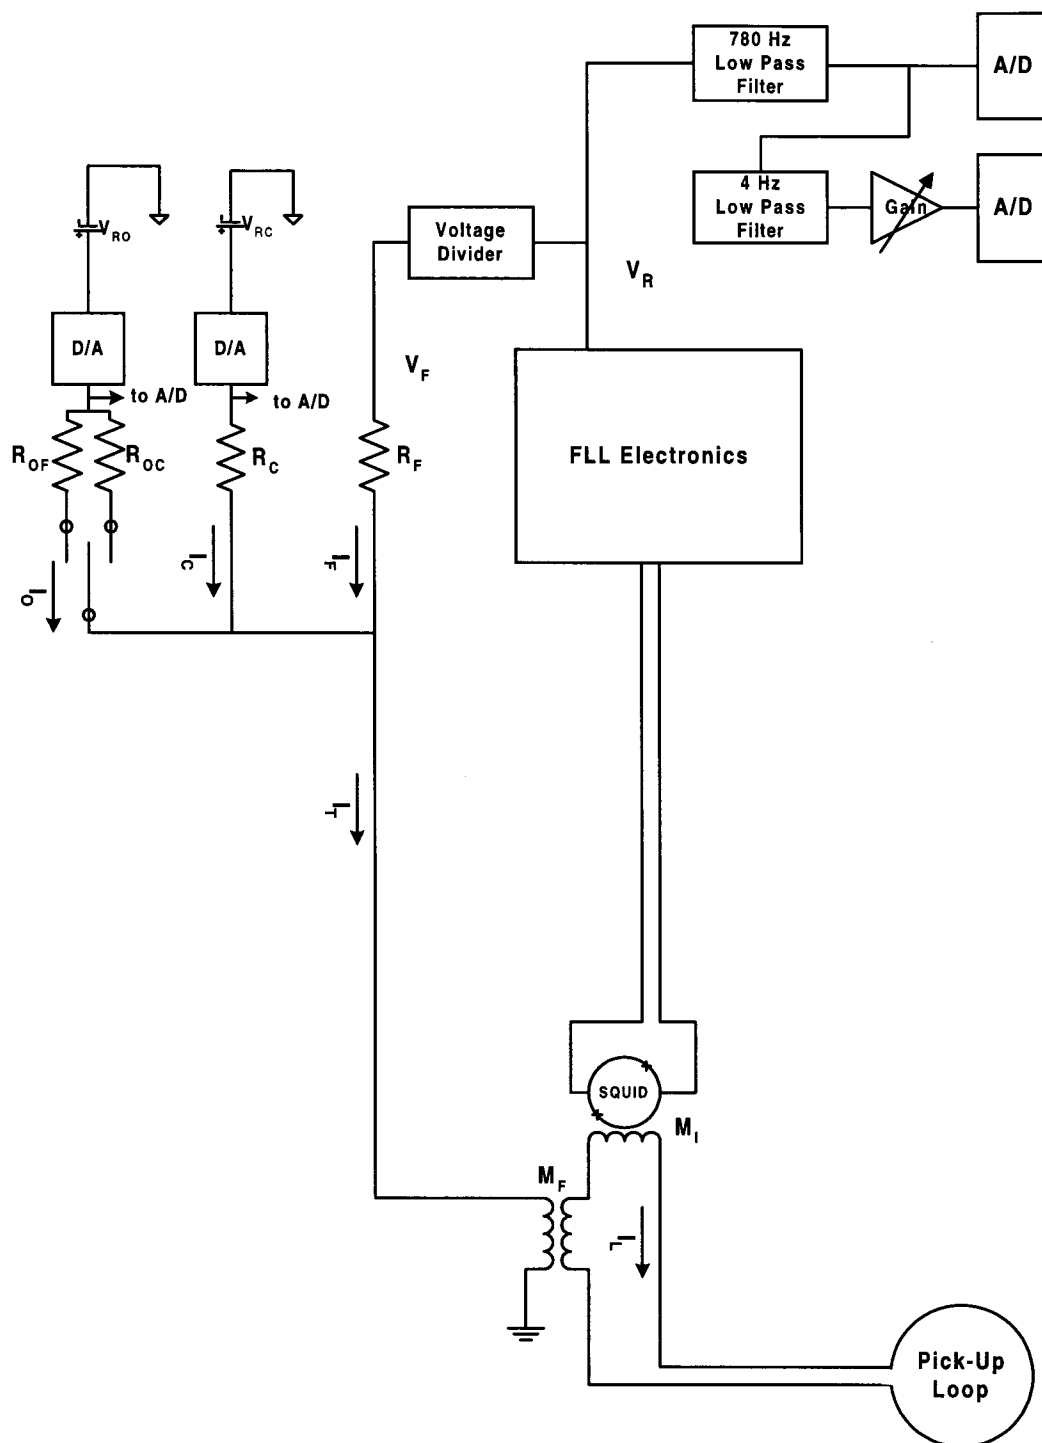 780 Hz
Low Pass
Filter
A/D
4 Hz
Low Pass
Filter
Gain
A/D
V_RO
V_RC
Voltage
Divider
V_R
D/A
D/A
V_F
to A/D
to A/D
R_OF
R_OC
R_C
R_F
FLL Electronics
I_O
I_C
I_F
I_T
SQUID
M_I
M_F
I_L
Pick-Up
Loop